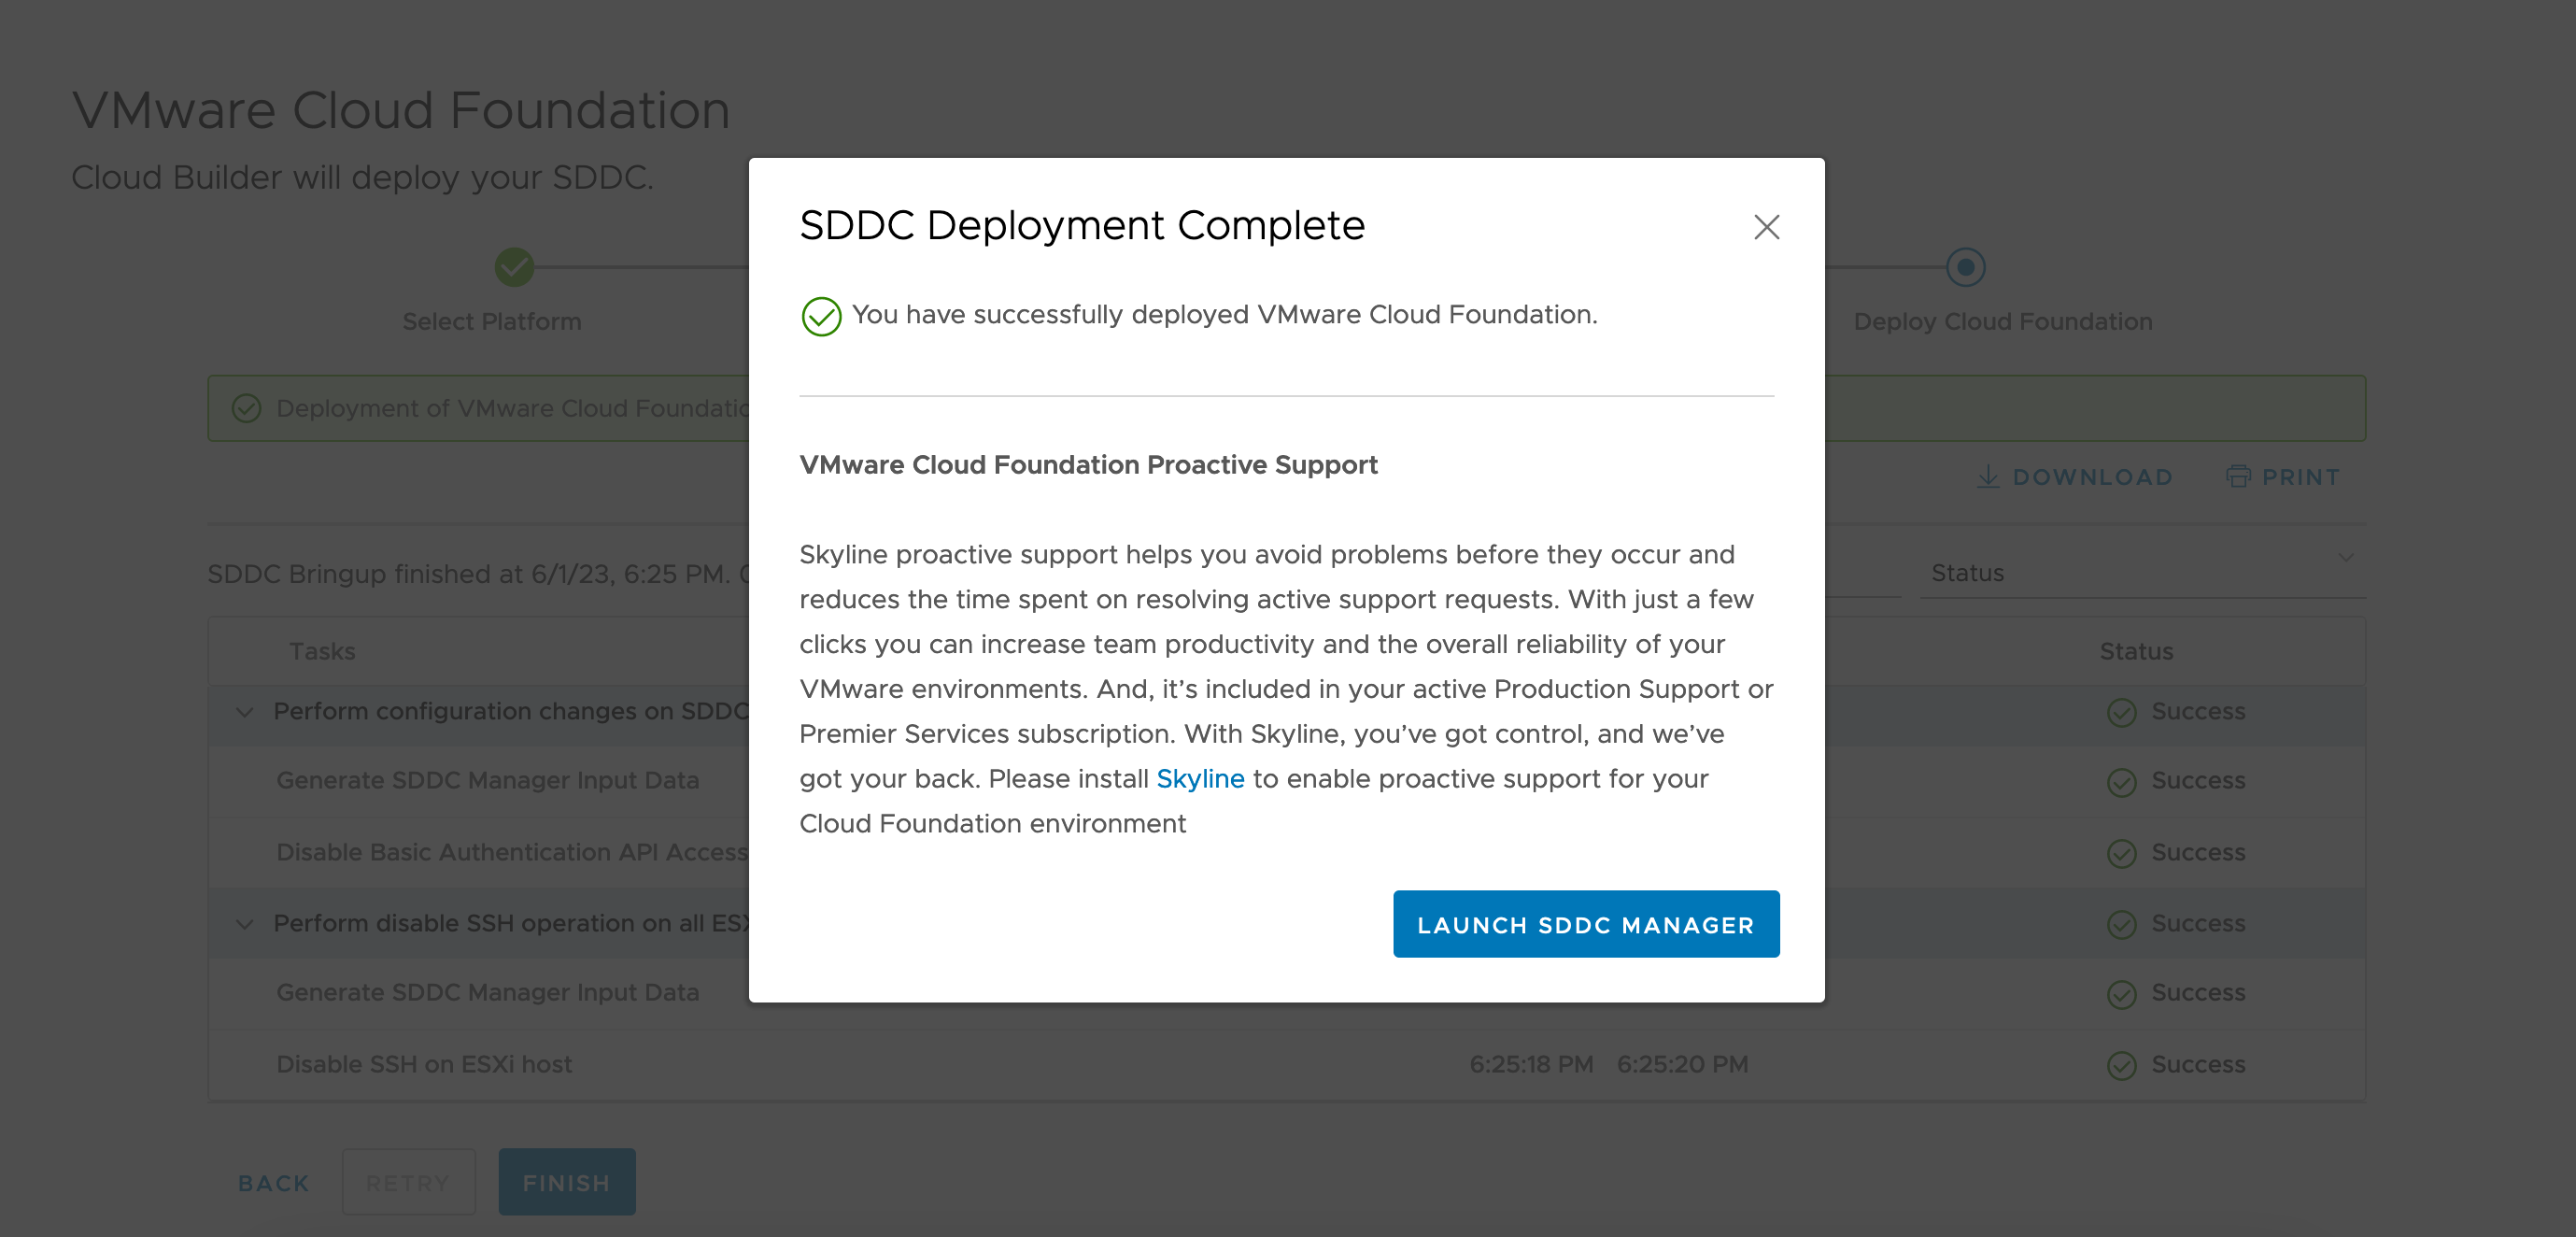 VMware Cloud Foundation
Cloud Builder will deploy your SDDC.
Select Platform
Deploy Cloud Foundation
Deployment of VMware Cloud
DOWNLOAD
PRINT
SDDC Bringup finished at 6/1/23, 6:25 PM.
Status
Tasks
Status
Perform configuration changes on SDDC
Success
Generate SDDC Manager Input Data
Success
Disable Basic Authentication API Access
Success
Perform disable SSH operation on all
Success
Generate SDDC Manager Input Data
Success
Disable SSH on ESXi host
6:25:18 PM
6:25:20 PM
Success
BACK
RETRY
FINISH
SDDC Deployment Complete
You have successfully deployed VMware Cloud Foundation.
VMware Cloud Foundation Proactive Support
Skyline proactive support helps you avoid problems before they occur and
reduces the time spent on resolving active support requests. With just a few
clicks you can increase team productivity and the overall reliability of your
VMware environments. And, it’s included in your active Production Support or
Premier Services subscription. With Skyline, you’ve got control, and we’ve
got your back. Please install Skyline to enable proactive support for your
Cloud Foundation environment
LAUNCH SDDC MANAGER